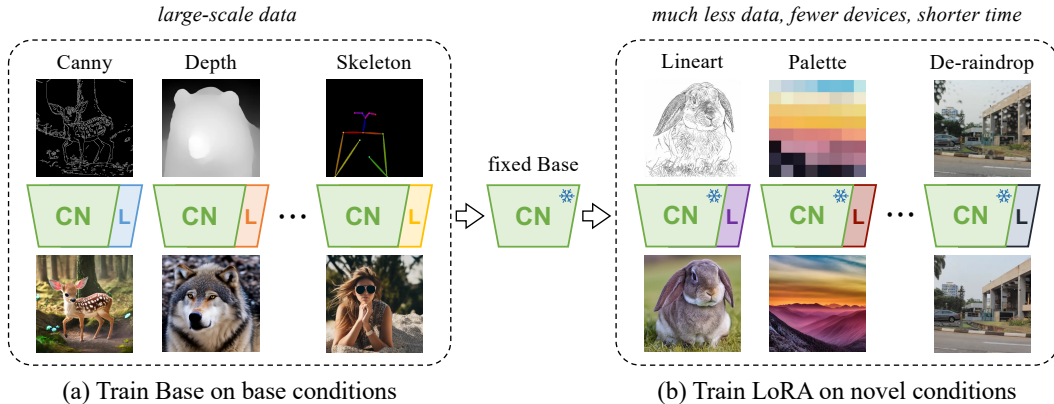 large-scale data
much less data, fewer devices, shorter time
Canny
Depth
Skeleton
Lineart
Palette
De-raindrop
fixed Base
CN L
CN L
...
CN L
CN
CN L
CN L
...
CN L
(a) Train Base on base conditions
(b) Train LoRA on novel conditions